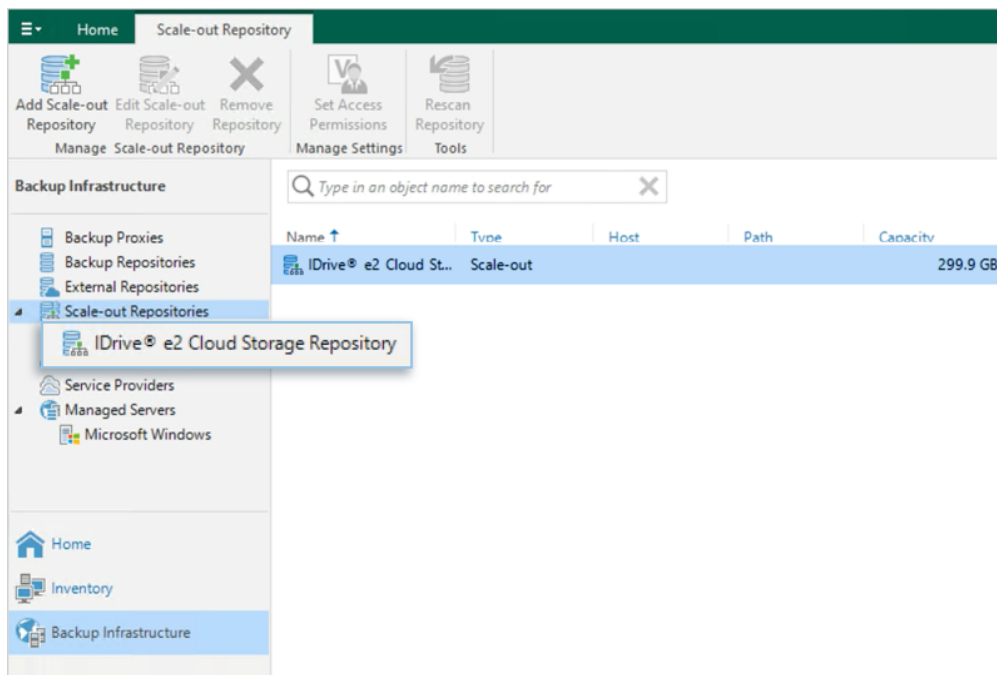 Home Scale-out Repository
Add Scale-out Edit Scale-out Remove Set Access Rescan
Repository Repository Repository Permissions Repository
Manage Scale-out Repository Manage Settings Tools
Backup Infrastructure
Type in an object name to search for
Backup Proxies
Backup Repositories
External Repositories
Scale-out Repositories
IDrive® e2 Cloud Storage Repository
Service Providers
Managed Servers
Microsoft Windows
Name Type Host Path Capacity
IDrive® e2 Cloud St... Scale-out 299.9 GB
Home
Inventory
Backup Infrastructure